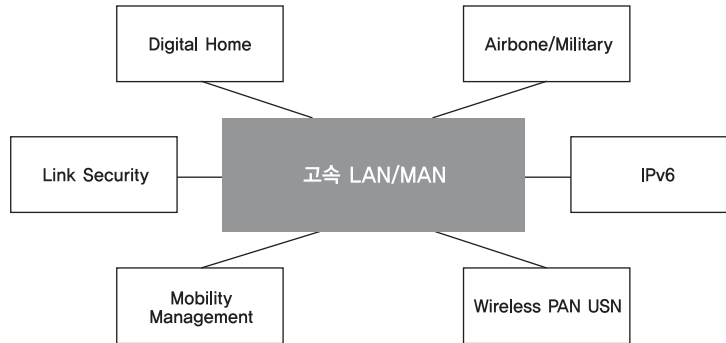 Digital Home
Airbone/Military
Link Security
고속 LAN/MAN
IPv6
Mobility
Management
Wireless PAN USN